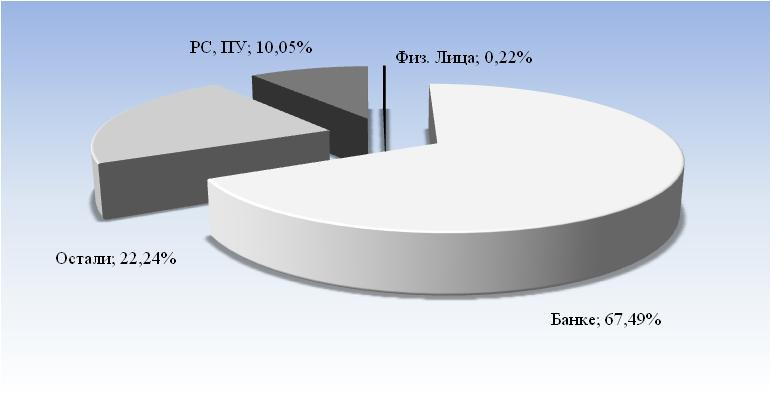 РС, ПУ; 10,05%
Физ. Лица; 0,22%
Остали; 22,24%
Банке; 67,49%